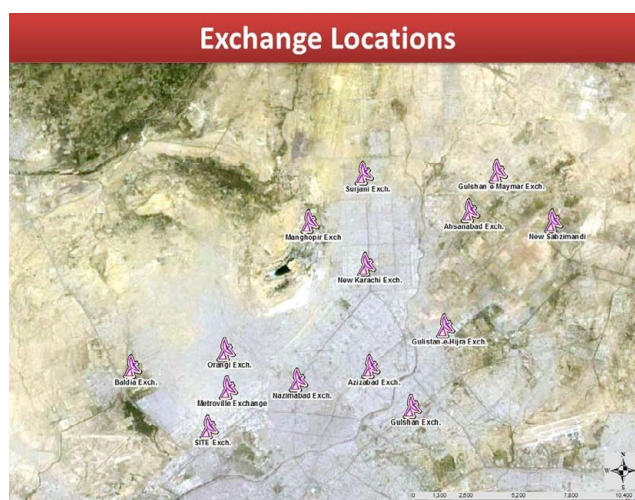 Exchange Locations
Surjani Exch.
Gulshan e Maymar Exch.
Manghopir Exch
Ahsanabad Exch.
New Sabzimandi
New Karachi Exch.
Gulistan-e-Hijra Exch.
Orangi Exch.
Baldia Exch.
Metroville Exchange
Nazimabad Exch.
Azizabad Exch.
Gulshan Exch.
SITE Exch.
N
W E
S
0 1,300 2,600 5,200 7,800 10,400